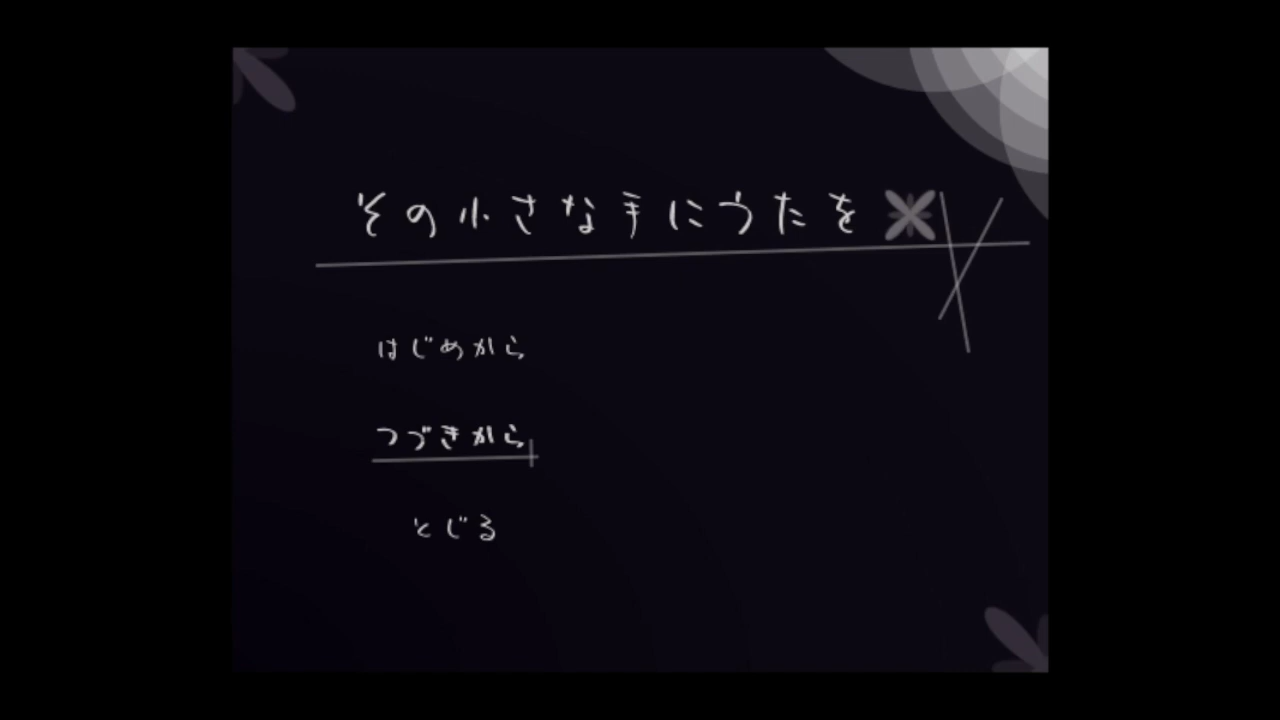 その小さな手にうたを
はじめから
つづきから
とじる